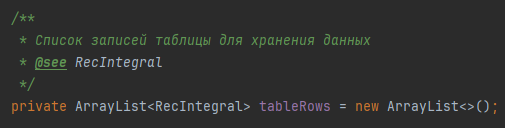 /**
 * Список записей таблицы для хранения данных
 * @see RecIntegral
 */
private ArrayList<RecIntegral> tableRows = new ArrayList<>();